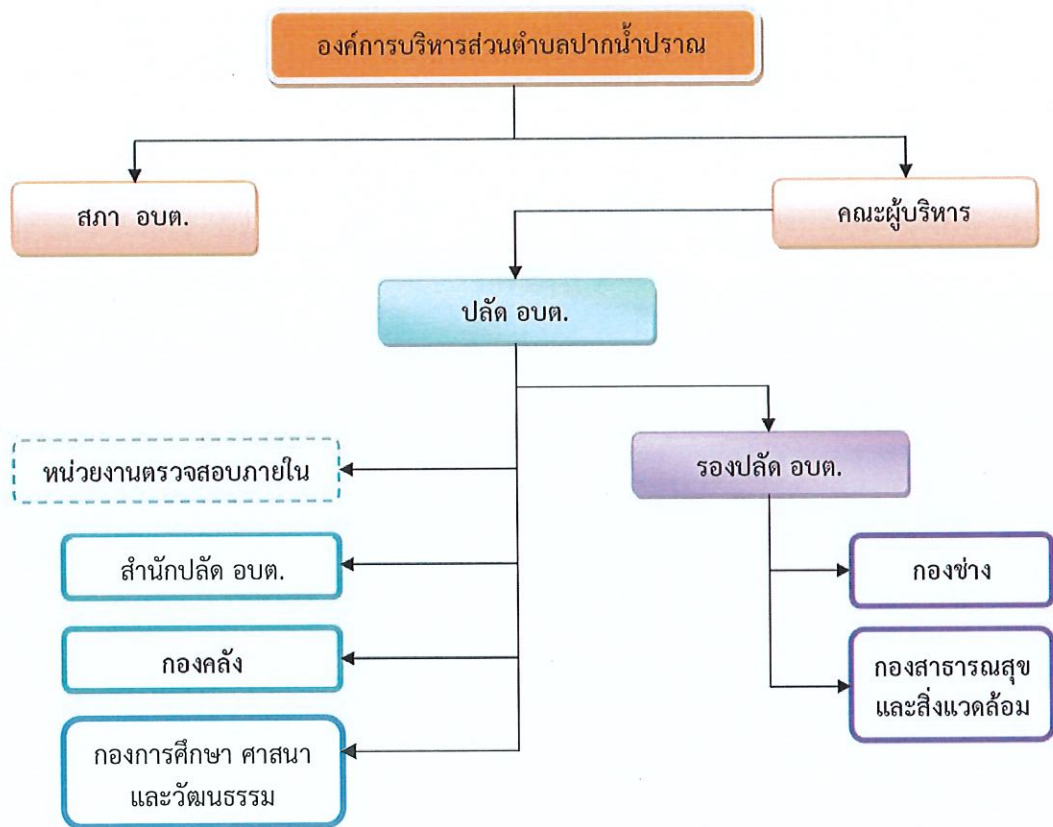 องค์การบริหารส่วนตำบลปากน้ำปราณ
สภา อบต.
คณะผู้บริหาร
ปลัด อบต.
หน่วยงานตรวจสอบภายใน
รองปลัด อบต.
สำนักปลัด อบต.
กองช่าง
กองคลัง
กองสาธารณสุข
และสิ่งแวดล้อม
กองการศึกษา ศาสนา
และวัฒนธรรม